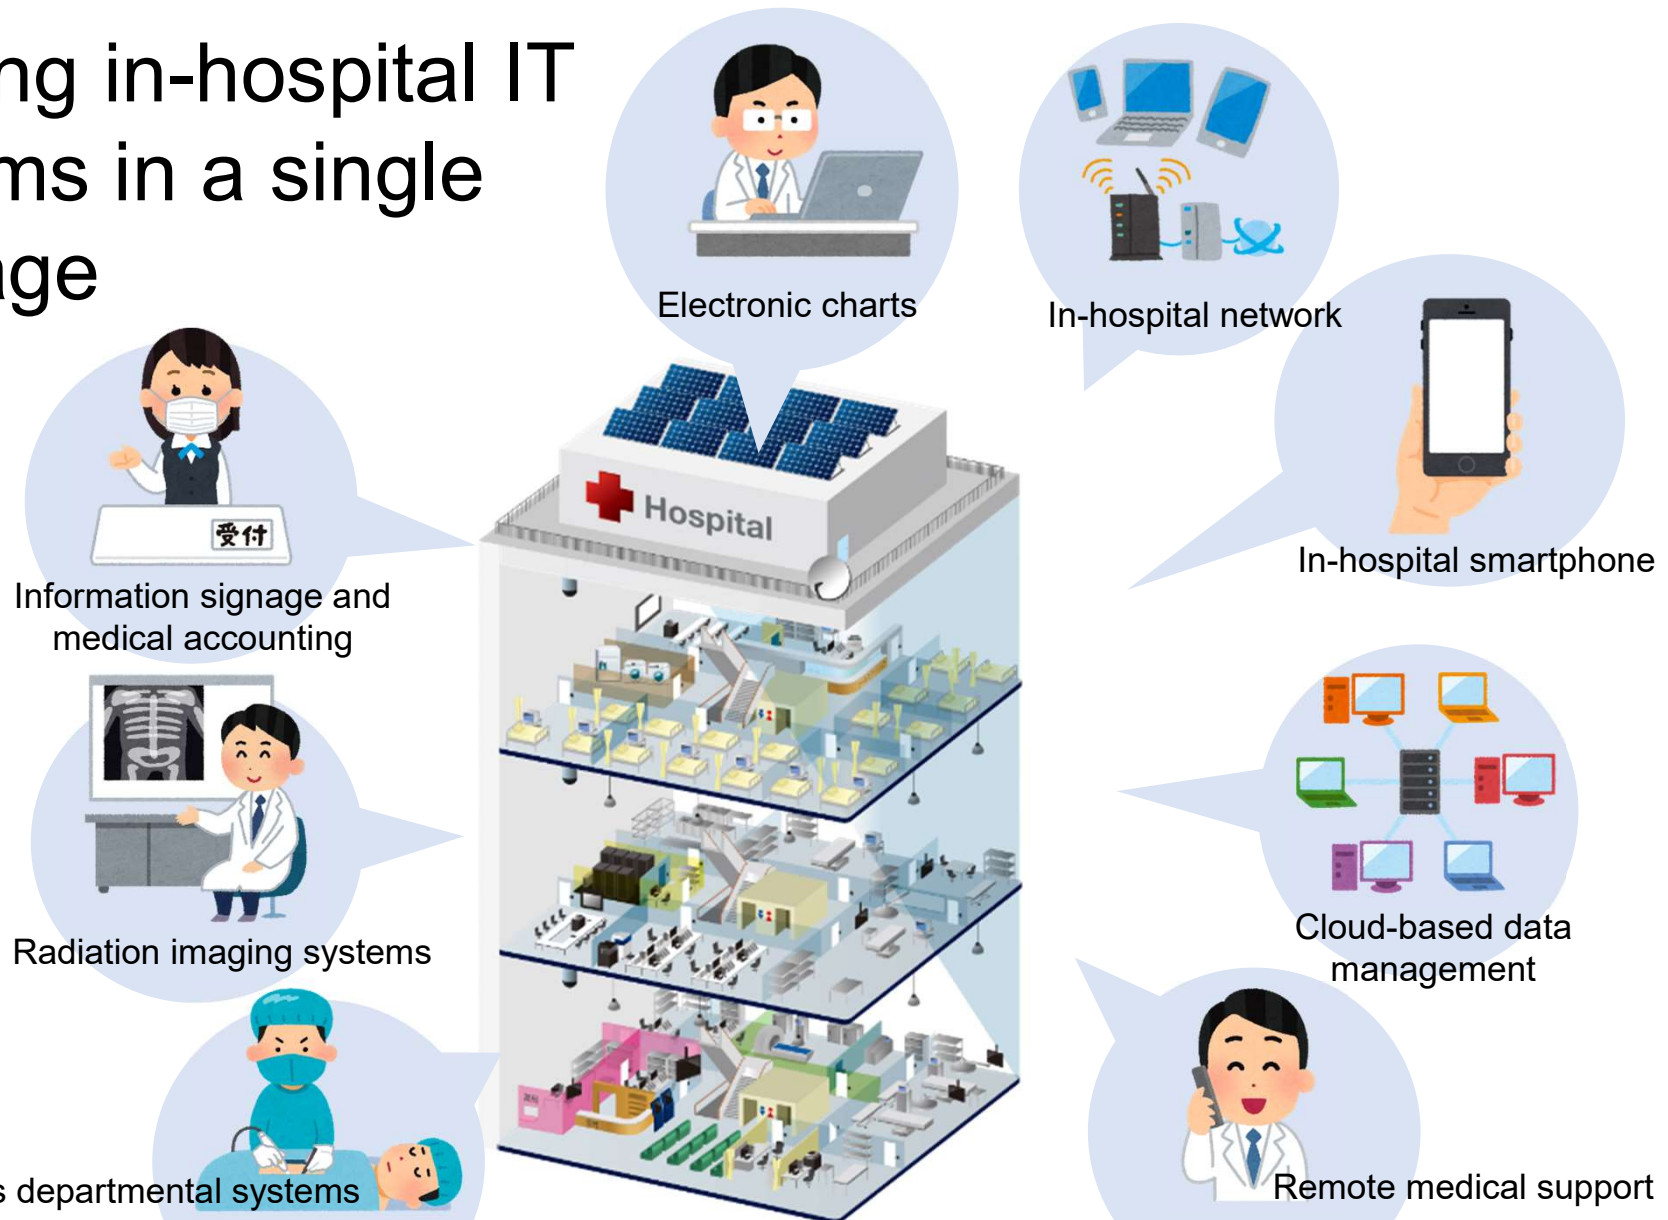 ng in-hospital IT
ms in a single
age
Electronic charts
In-hospital network
In-hospital smartphone
受付
Information signage and
medical accounting
Hospital
Radiation imaging systems
Cloud-based data
management
s departmental systems
Remote medical support